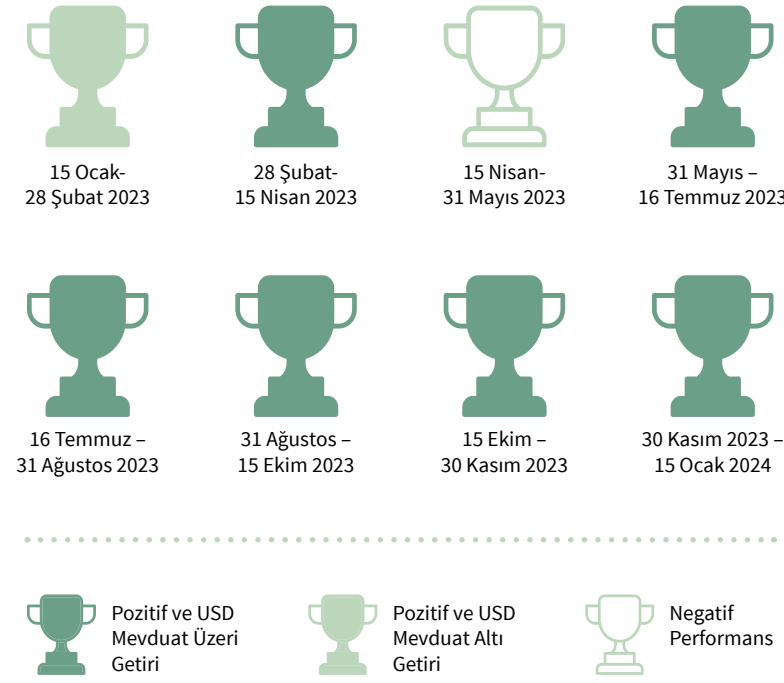 15 Ocak-
28 Şubat 2023
28 Şubat-
15 Nisan 2023
15 Nisan-
31 Mayıs 2023
31 Mayıs –
16 Temmuz 2023
16 Temmuz –
31 Ağustos 2023
31 Ağustos –
15 Ekim 2023
15 Ekim –
30 Kasım 2023
30 Kasım 2023 –
15 Ocak 2024
Pozitif ve USD
Mevduat Üzeri
Getiri
Pozitif ve USD
Mevduat Altı
Getiri
Negatif
Performans